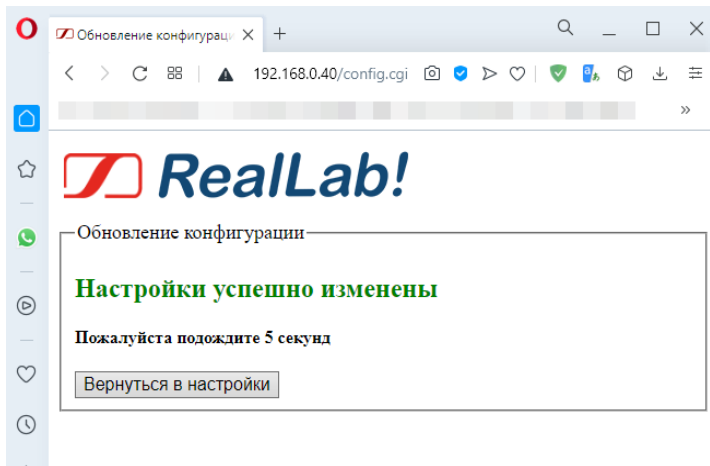 Обновление конфигураци
192.168.0.40/config.cgi
RealLab!
Обновление конфигурации
Настройки успешно изменены
Пожалуйста подождите 5 секунд
Вернуться в настройки